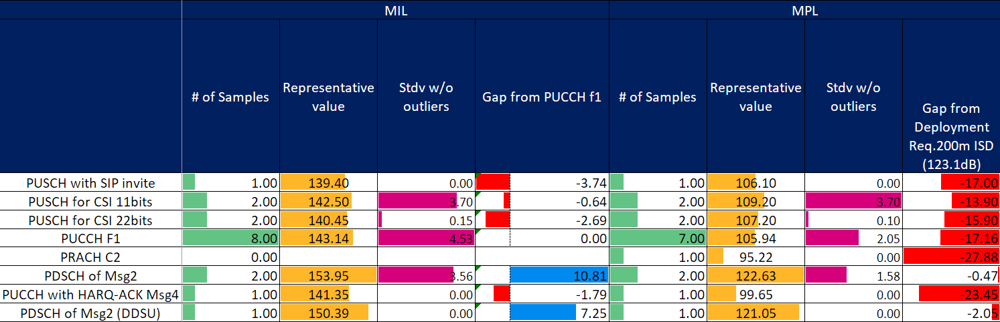 MIL MPL
# of Samples Representative value Stdv w/o outliers Gap from PUCCH f1 # of Samples Representative value Stdv w/o outliers Gap from Deployment Req.200m ISD (123.1dB)
PUSCH with SIP invite 1.00 139.40 0.00 -3.74 1.00 106.10 0.00 -17.00
PUSCH for CSI 11bits 2.00 142.50 3.70 -0.64 2.00 109.20 3.70 -13.90
PUSCH for CSI 22bits 2.00 140.45 0.15 -2.69 2.00 107.20 0.10 -15.90
PUCCH F1 8.00 143.14 4.53 0.00 7.00 105.94 2.05 -17.16
PRACH C2 0.00 1.00 95.22 0.00 -27.88
PDSCH of Msg2 2.00 153.95 3.56 10.81 2.00 122.63 1.58 -0.47
PUCCH with HARQ-ACK Msg4 1.00 141.35 0.00 -1.79 1.00 99.65 0.00 -23.45
PDSCH of Msg2 (DDSU) 1.00 150.39 0.00 7.25 1.00 121.05 0.00 -2.05